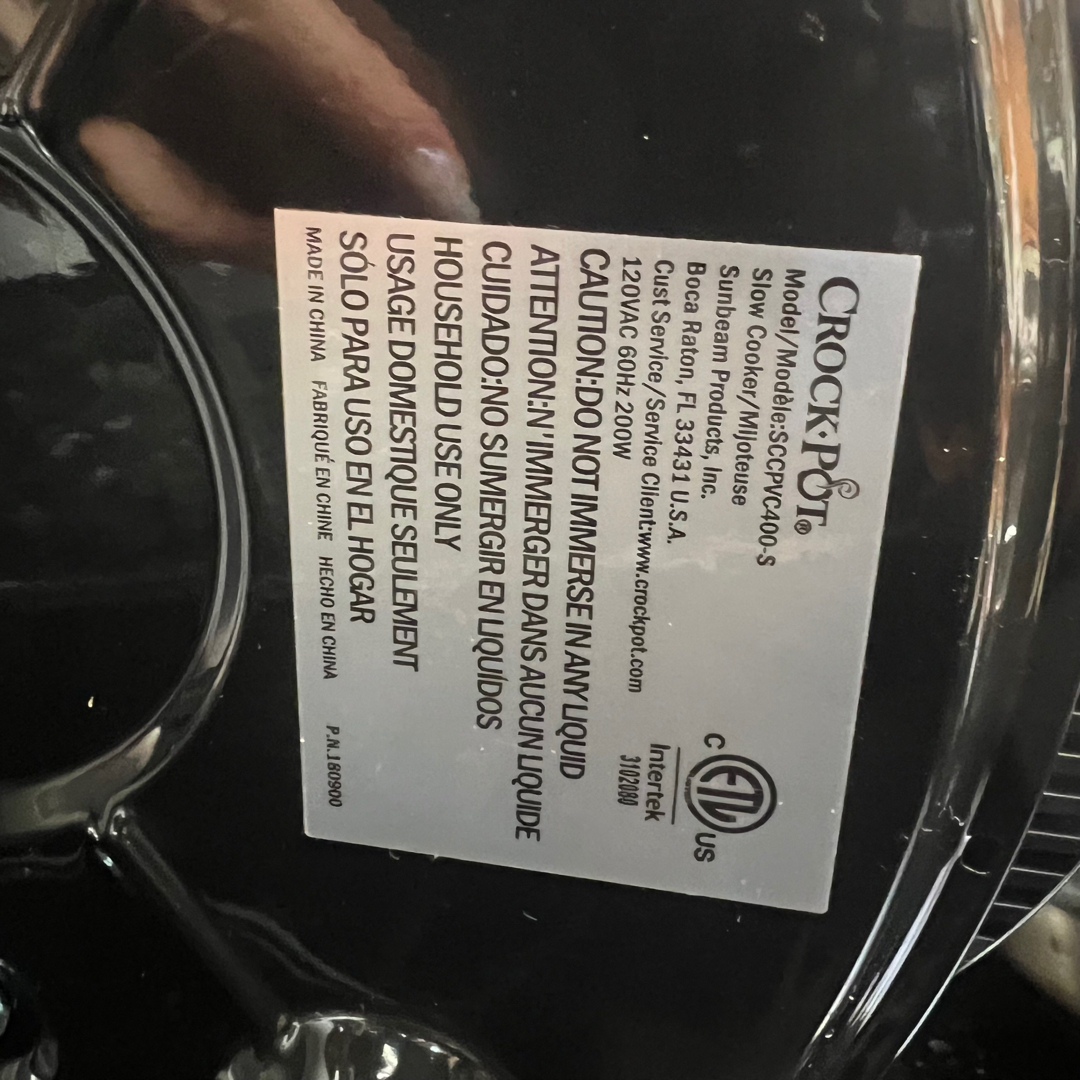 CROCK·POT®
Model/Modèle:SCCPVC400-S
Slow Cooker/Mijoteuse
Sunbeam Products, Inc.
Boca Raton, FL 33431 U.S.A.
Cust Service/Service Client:www.crockpot.com
120VAC 60Hz 200W
C ETL US
Intertek
3102080
CAUTION:DO NOT IMMERSE IN ANY LIQUID
ATTENTION:N'IMMERGER DANS AUCUN LIQUIDE
CUIDADO:NO SUMERGIR EN LIQUÍDOS
HOUSEHOLD USE ONLY
USAGE DOMESTIQUE SEULEMENT
SÓLO PARA USO EN EL HOGAR
MADE IN CHINA FABRIQUÉ EN CHINE HECHO EN CHINA P.N.180900